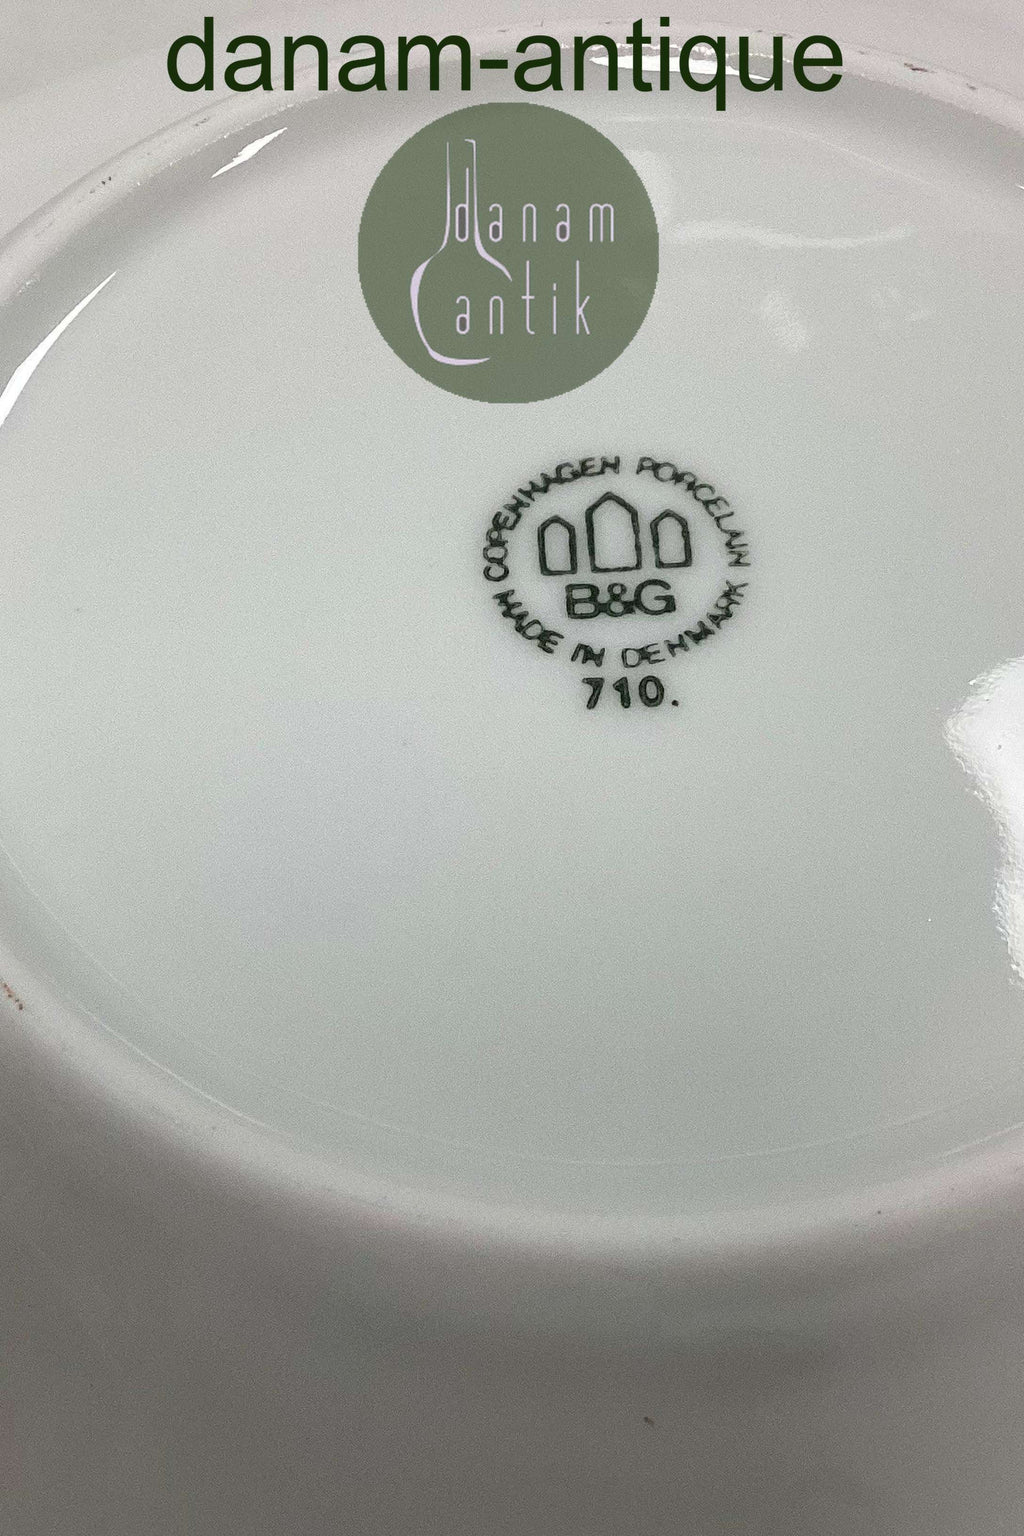 danam-antique
danam
antik
COPENHAGEN PORCELAIN
B&G
MADE IN DENMARK
710.